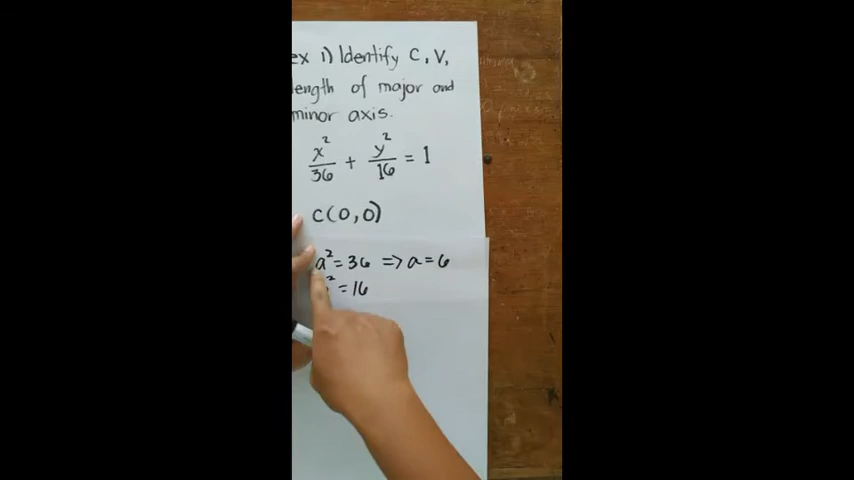 ex 1) Identify C, V,
length of major and
minor axis.
x²/36 + y²/16 = 1
C(0,0)
a²=36 => a=6
²=16